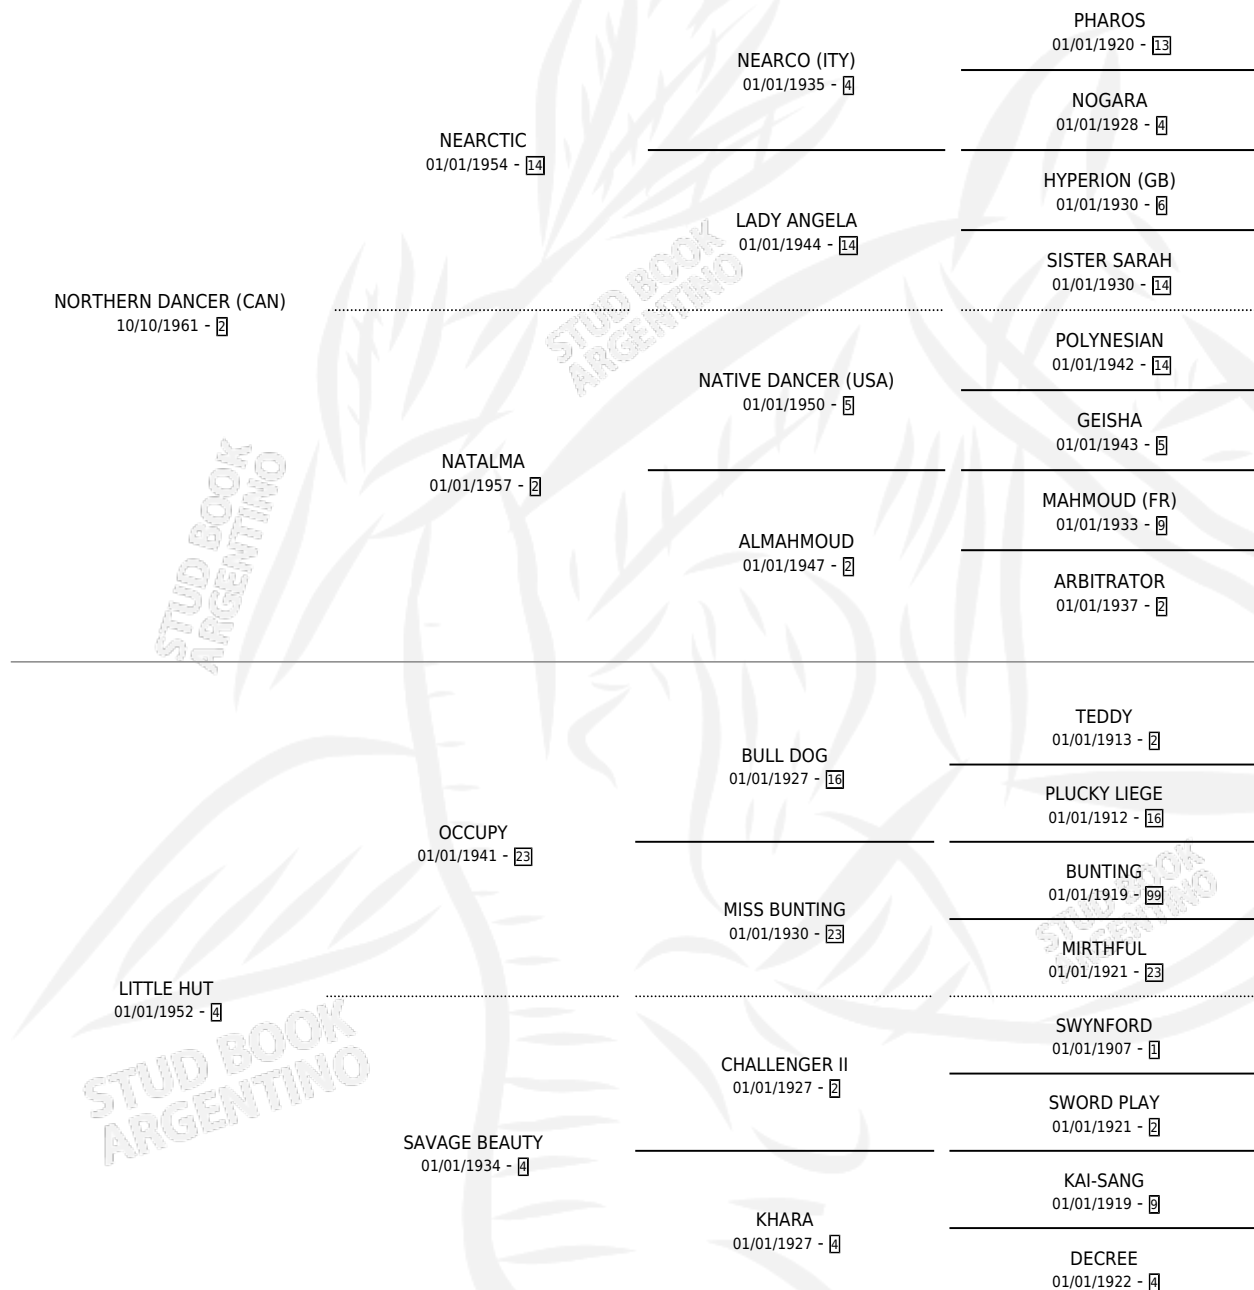 PHAROS
01/01/1920 - 13
NEARCO (ITY)
01/01/1935 - 4
NOGARA
01/01/1928 - 4
NEARCTIC
01/01/1954 - 14
HYPERION (GB)
01/01/1930 - 6
LADY ANGELA
01/01/1944 - 14
SISTER SARAH
01/01/1930 - 14
NORTHERN DANCER (CAN)
10/10/1961 - 2
STUD BOOK
ARGENTINO
POLYNESIAN
01/01/1942 - 14
NATIVE DANCER (USA)
01/01/1950 - 5
GEISHA
01/01/1943 - 5
NATALMA
01/01/1957 - 2
MAHMOUD (FR)
01/01/1933 - 9
ALMAHMOUD
01/01/1947 - 2
ARBITRATOR
01/01/1937 - 2
STUD BOOK
ARGENTINO
TEDDY
01/01/1913 - 2
BULL DOG
01/01/1927 - 16
PLUCKY LIEGE
01/01/1912 - 16
OCCUPY
01/01/1941 - 23
BUNTING
01/01/1919 - 99
MISS BUNTING
01/01/1930 - 23
STUD BOOK
ARGENTINO
MIRTHFUL
01/01/1921 - 23
LITTLE HUT
01/01/1952 - 4
STUD BOOK
ARGENTINO
SWYNFORD
01/01/1907 - 1
CHALLENGER II
01/01/1927 - 2
SWORD PLAY
01/01/1921 - 2
SAVAGE BEAUTY
01/01/1934 - 4
KAI-SANG
01/01/1919 - 9
KHARA
01/01/1927 - 4
DECREE
01/01/1922 - 4